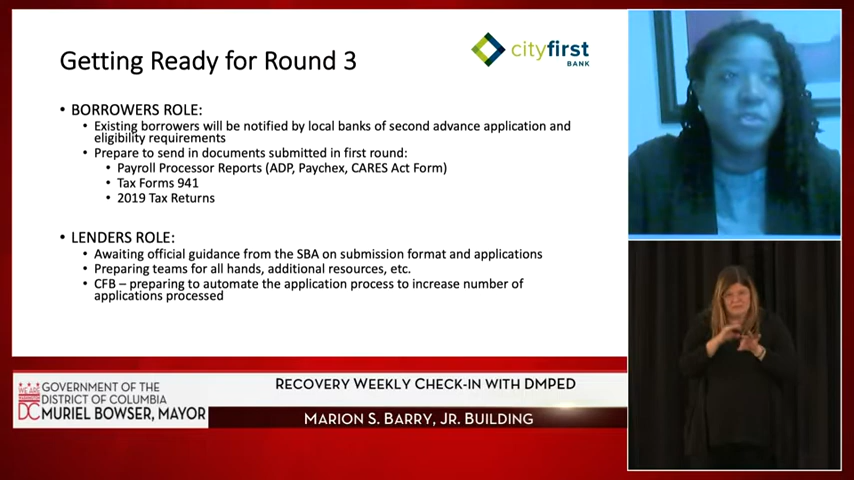 Getting Ready for Round 3
cityfirst
BANK
• BORROWERS ROLE:
• Existing borrowers will be notified by local banks of second advance application and
eligibility requirements
• Prepare to send in documents submitted in first round:
• Payroll Processor Reports (ADP, Paychex, CARES Act Form)
• Tax Forms 941
• 2019 Tax Returns
• LENDERS ROLE:
• Awaiting official guidance from the SBA on submission format and applications
• Preparing teams for all hands, additional resources, etc.
• CFB – preparing to automate the application process to increase number of
applications processed
WE ARE
DC
GOVERNMENT OF THE
DISTRICT OF COLUMBIA
MURIEL BOWSER, MAYOR
RECOVERY WEEKLY CHECK-IN WITH DMPED
MARION S. BARRY, JR. BUILDING